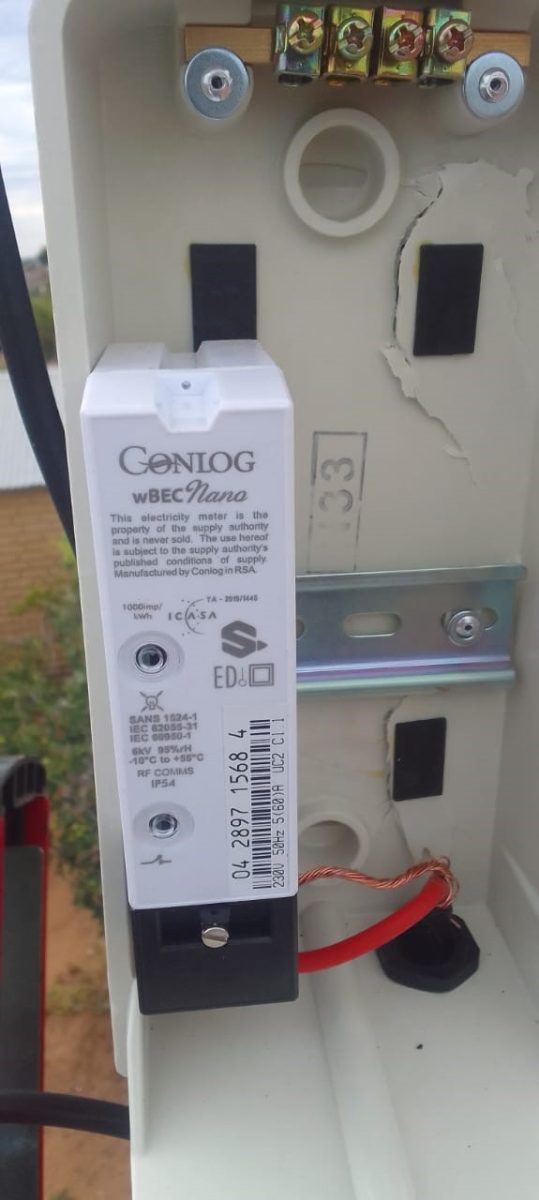 CONLOG
wBEC Nano
This electricity meter is the
property of the supply authority
and is never sold. The use hereof
is subject to the supply authority's
published conditions of supply.
Manufactured by Conlog in RSA.
1000imp/
kWh
ICASA
TA - 2015/1445
S
ED
SANS 1524-1
IEC 62055-31
IEC 60950-1
6kV 95%rH
-10°C to +55°C
RF COMMS
IP54
04 2897 1568 4
230V 50Hz 5(60)A UC2 Cl 1
33